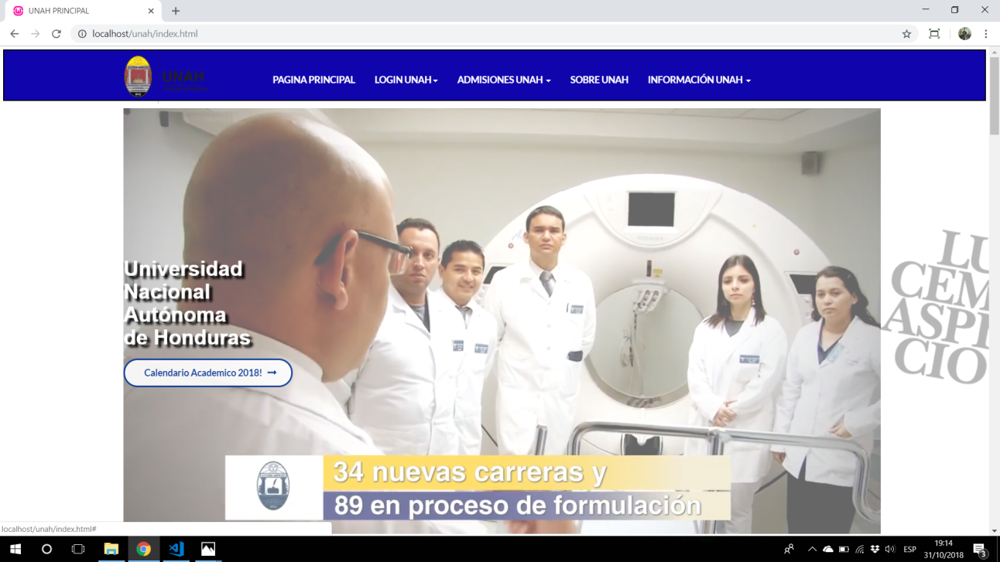 UNAH PRINCIPAL
localhost/unah/index.html
UNAH
PAGINA PRINCIPAL LOGIN UNAH ADMISIONES UNAH SOBRE UNAH INFORMACIÓN UNAH
Universidad
Nacional
Autónoma
de Honduras
Calendario Academico 2018!
LU
CEM
ASPI
CIO
34 nuevas carreras y
89 en proceso de formulación
localhost/unah/index.html#
ESP
19:14
31/10/2018
3